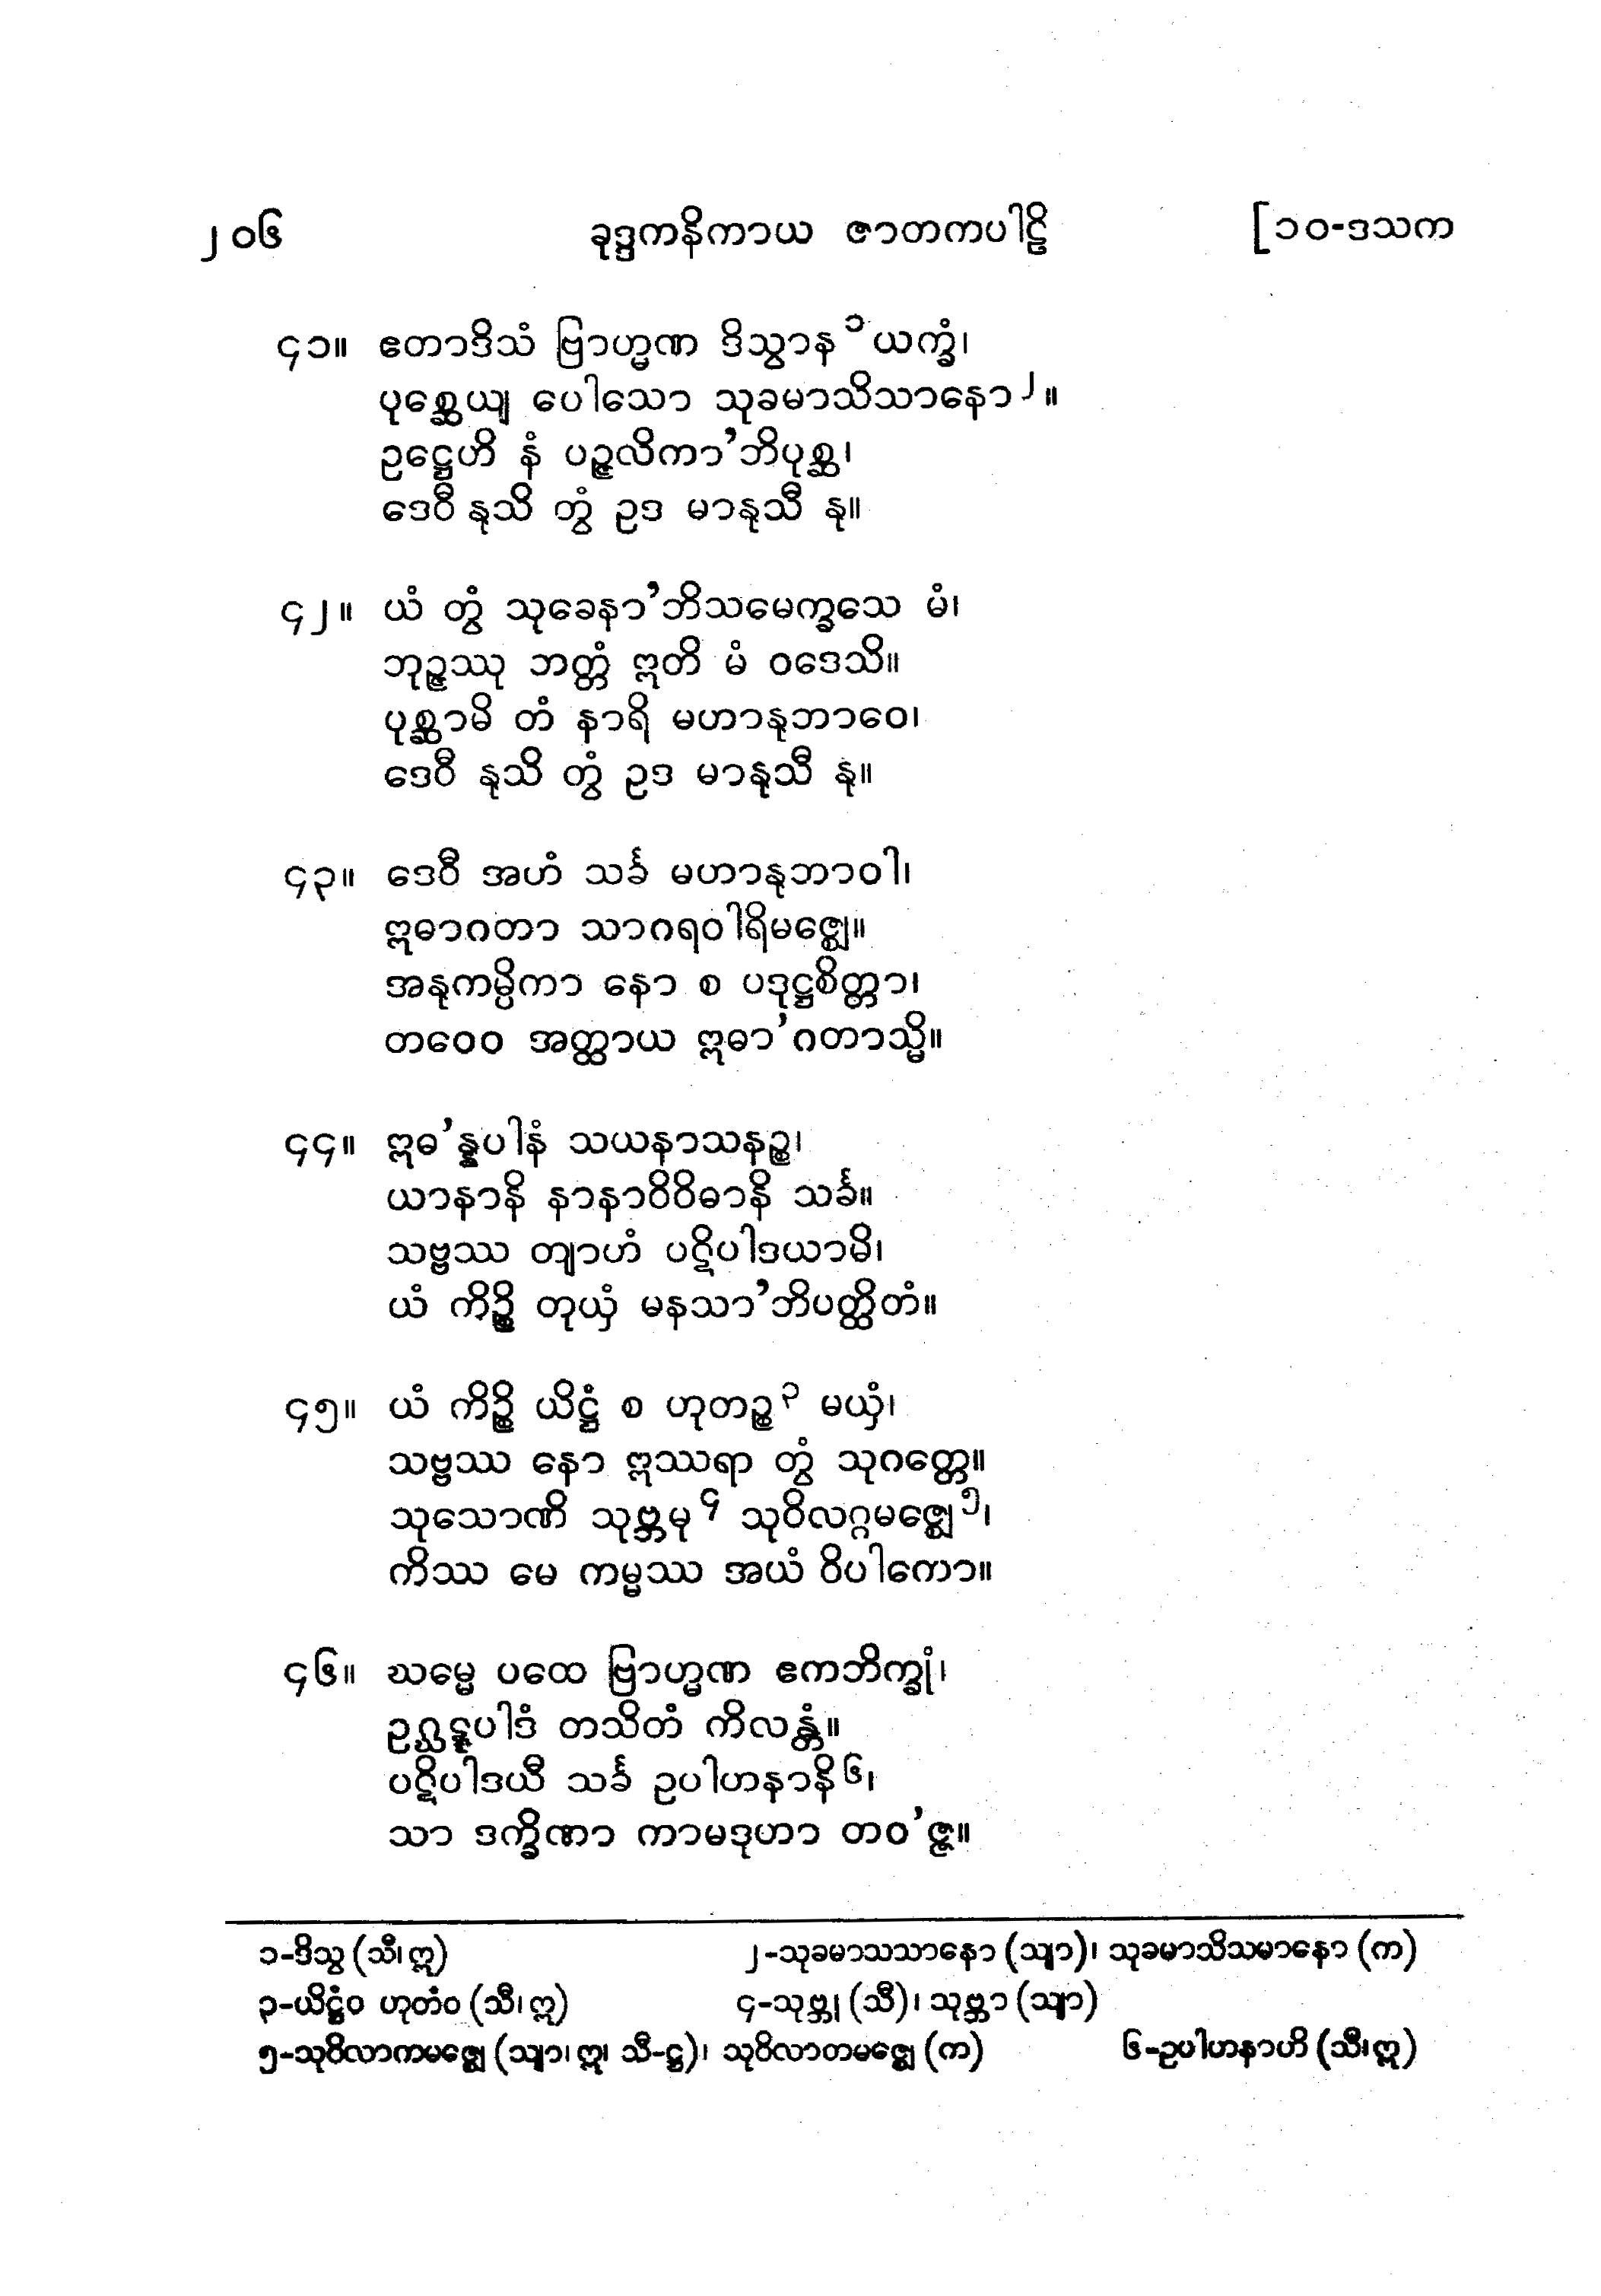 ၂၀၆ ခုဒ္ဒကနိကာယ ဇာတကပါဠိ [၁၀-ဒသက
၄၁။ ဧတာဒိသံ ဗြာဟ္မဏ ဒိသွာန၁ ယက္ခံ၊
ပုစ္ဆေယျ ပေါသော သုခမာသိသာနော၂။
ဥဋ္ဌေဟိ နံ ပဉ္ဇလိကာ’ဘိပုစ္ဆ၊
ဒေဝီ နုသိ တွံ ဥဒ မာနုသီ နု။
၄၂။ ယံ တွံ သုခေနာ’ဘိသမေက္ခသေ မံ၊
ဘုဉ္ဇဿု ဘတ္တံ ဣတိ မံ ဝဒေသိ။
ပုစ္ဆာမိ တံ နာရိ မဟာနုဘာဝေ၊
ဒေဝီ နုသိ တွံ ဥဒ မာနုသီ နု။
၄၃။ ဒေဝီ အဟံ သင်္ခ မဟာနုဘာဝါ၊
ဣဓာဂတာ သာဂရဝါရိမဇ္ဈေ။
အနုကမ္ပိကာ နော စ ပဒုဋ္ဌစိတ္တာ၊
တဝေဝ အတ္ထာယ ဣဓာ’ဂတာသ္မိ။
၄၄။ ဣဓ’န္နပါနံ သယနာသနဉ္စ၊
ယာနာနိ နာနာဝိဝိဓာနိ သင်္ခ။
သဗ္ဗဿ တျာဟံ ပဋိပါဒယာမိ၊
ယံ ကိဉ္စိ တုယှံ မနသာ’ဘိပတ္ထိတံ။
၄၅။ ယံ ကိဉ္စိ ယိဋ္ဌံ စ ဟုတဉ္စ၃ မယှံ၊
သဗ္ဗဿ နော ဣဿရာ တွံ သုဂတ္တေ။
သုသောဏိ သုဗ္ဘမု၄ သုဝိလဂ္ဂမဇ္ဈေ၅၊
ကိဿ မေ ကမ္မဿ အယံ ဝိပါကော။
၄၆။ ဃမ္မေ ပထေ ဗြာဟ္မဏ ဧကဘိက္ခုံ၊
ဥဂ္ဃဋ္ဋပါဒံ တသိတံ ကိလန္တံ။
ပဋိပါဒယီ သင်္ခ ဥပါဟနာနိ၆၊
သာ ဒက္ခိဏာ ကာမဒုဟာ တဝ’ဇ္ဇ။
၁-ဒိသွ (သီ၊ ဣ) ၂-သုခမာသသာနော (သျာ)၊ သုခမာသိသမာနော (က)
၃-ယိဋ္ဌံဝ ဟုတံဝ (သီ၊ ဣ) ၄-သုဗ္ဘု (သီ)၊ သုဗ္ဘာ (သျာ)
၅-သုဝိလာကမဇ္ဈေ (သျာ၊ ဣ၊ သီ-ဋ္ဌ)၊ သုဝိလာတမဇ္ဈေ (က) ၆-ဥပါဟနာဟိ (သီ၊ ဣ)